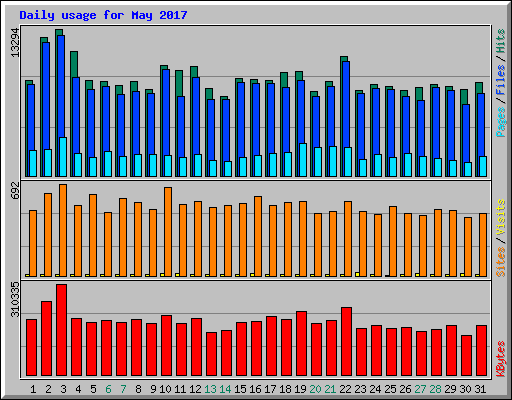 Daily usage for May 2017
13294
Pages / Files / Hits
692
Sites / Visits
310335
KBytes
1 2 3 4 5 6 7 8 9 10 11 12 13 14 15 16 17 18 19 20 21 22 23 24 25 26 27 28 29 30 31